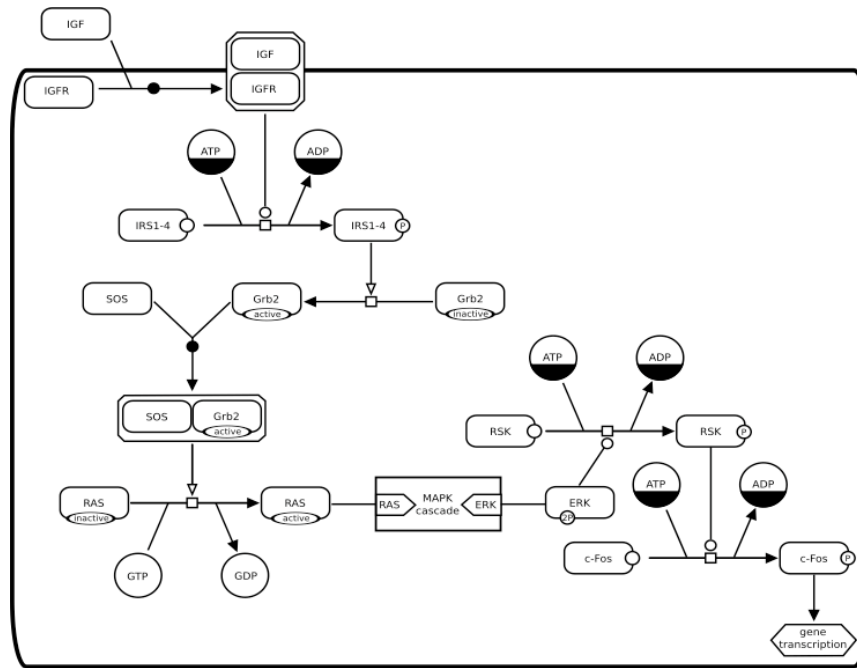 IGF
IGF
IGFR
IGFR
ATP
ADP
IRS1-4
IRS1-4
P
SOS
Grb2
active
Grb2
inactive
ATP
ADP
SOS
Grb2
active
RSK
RSK
P
RAS
inactive
RAS
active
RAS
MAPK
cascade
ERK
ERK
2P
ATP
ADP
GTP
GDP
c-Fos
c-Fos
P
gene
transcription